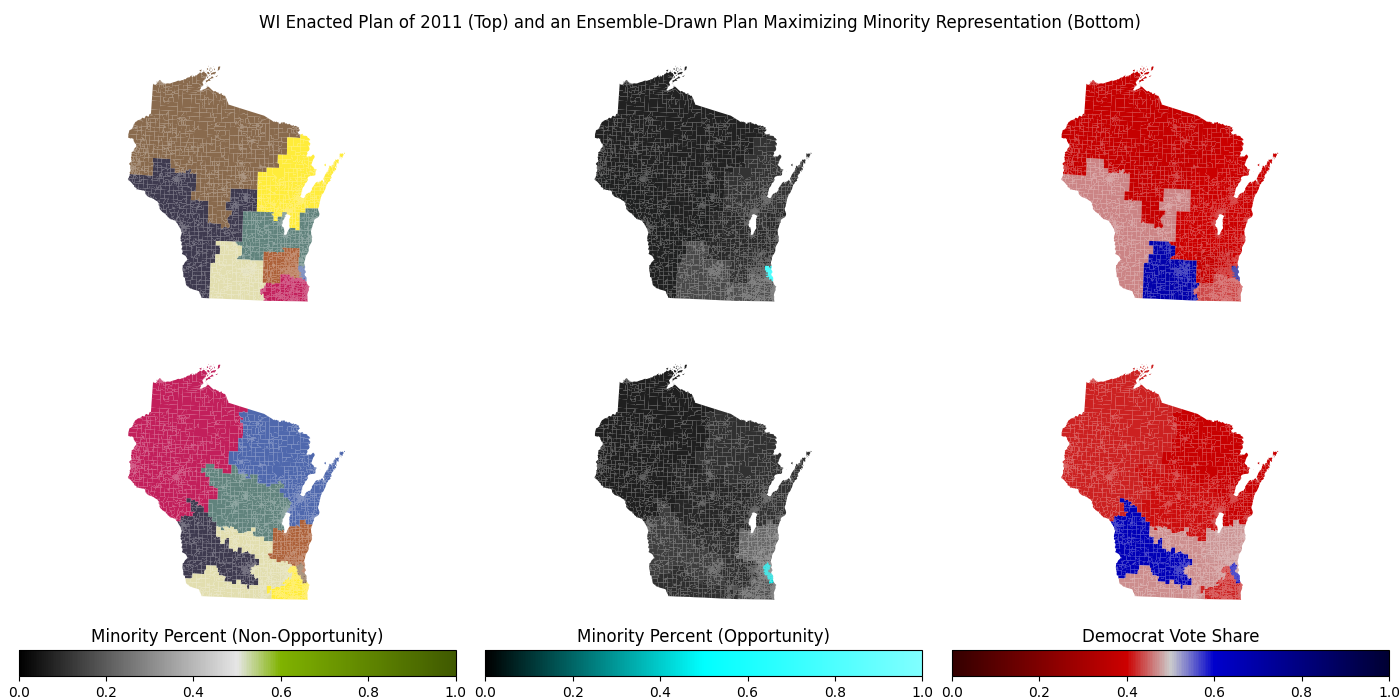 WI Enacted Plan of 2011 (Top) and an Ensemble-Drawn Plan Maximizing Minority Representation (Bottom)
Minority Percent (Non-Opportunity)
0.0 0.2 0.4 0.6 0.8 1.0
Minority Percent (Opportunity)
0.0 0.2 0.4 0.6 0.8 1.0
Democrat Vote Share
0.0 0.2 0.4 0.6 0.8 1.0